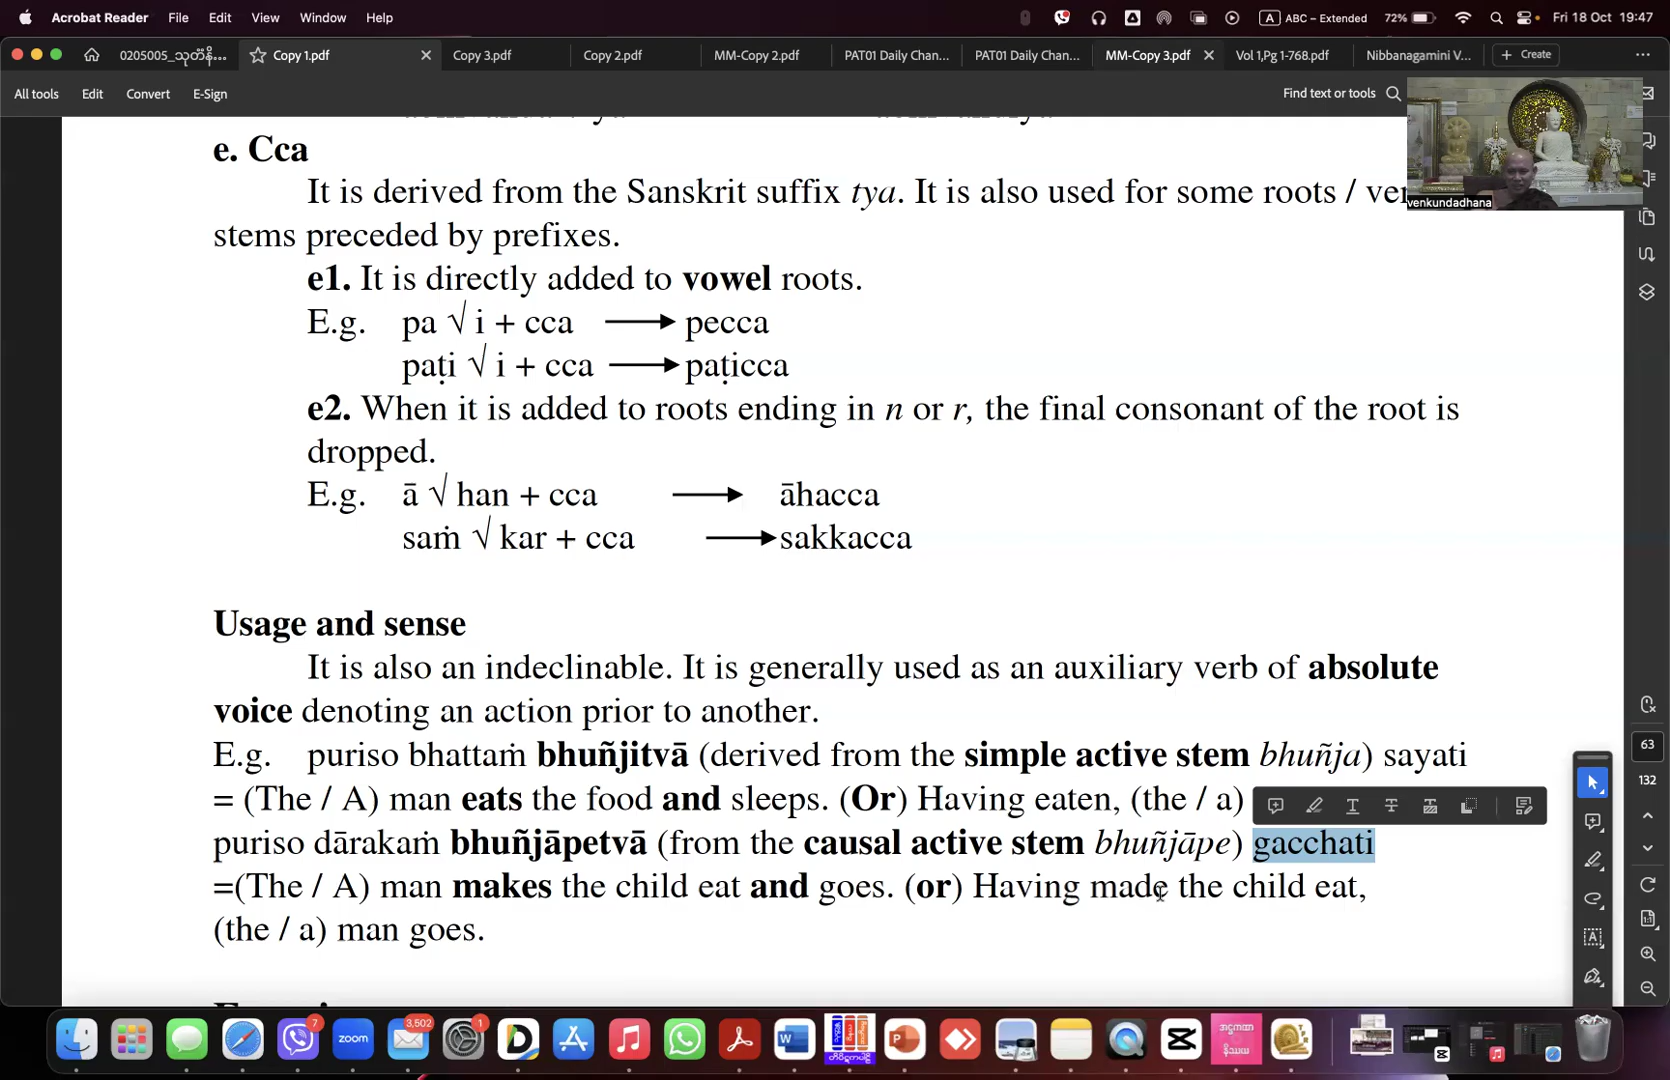 Acrobat Reader File Edit View Window Help
ABC – Extended 72% Fri 18 Oct 19:47
Copy 1.pdf Copy 3.pdf Copy 2.pdf MM-Copy 2.pdf PAT01 Daily Chan... PAT01 Daily Chan... MM-Copy 3.pdf Vol 1,Pg 1-768.pdf Nibbanagamini V... Create
All tools Edit Convert E-Sign Find text or tools
e. Cca
venkundadhana
It is derived from the Sanskrit suffix tya. It is also used for some roots /
stems preceded by prefixes.
e1. It is directly added to vowel roots.
E.g. pa √ i + cca → pecca
paṭi √ i + cca → paṭicca
e2. When it is added to roots ending in n or r, the final consonant of the root is
dropped.
E.g. ā √ han + cca → āhacca
saṁ √ kar + cca → sakkacca
Usage and sense
It is also an indeclinable. It is generally used as an auxiliary verb of absolute
voice denoting an action prior to another.
E.g. puriso bhattaṁ bhuñjitvā (derived from the simple active stem bhuñja) sayati
= (The / A) man eats the food and sleeps. (Or) Having eaten, (the / a)
puriso dārakaṁ bhuñjāpetvā (from the causal active stem bhuñjāpe) gacchati
=(The / A) man makes the child eat and goes. (or) Having made the child eat,
(the / a) man goes.
63
132
7
zoom
3,502
1